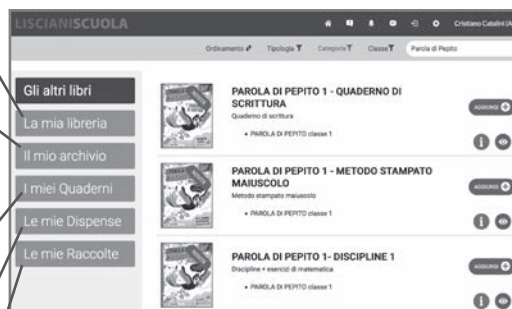 LISCIANISCUOLA
Cristiano Catalini (A
Ordinamento Tipologia Categoria Classe Parola di Pepito
Gli altri libri
La mia libreria
Il mio archivio
I miei Quaderni
Le mie Dispense
Le mie Raccolte
PAROLA DI PEPITO 1 - QUADERNO DI
SCRITTURA
Quaderno di scrittura
• PAROLA DI PEPITO classe 1
AGGIUNGI
PAROLA DI PEPITO 1 - METODO STAMPATO
MAIUSCOLO
Metodo stampato maiuscolo
• PAROLA DI PEPITO classe 1
AGGIUNGI
PAROLA DI PEPITO 1- DISCIPLINE 1
Discipline + esercizi di matematica
• PAROLA DI PEPITO classe 1
AGGIUNGI